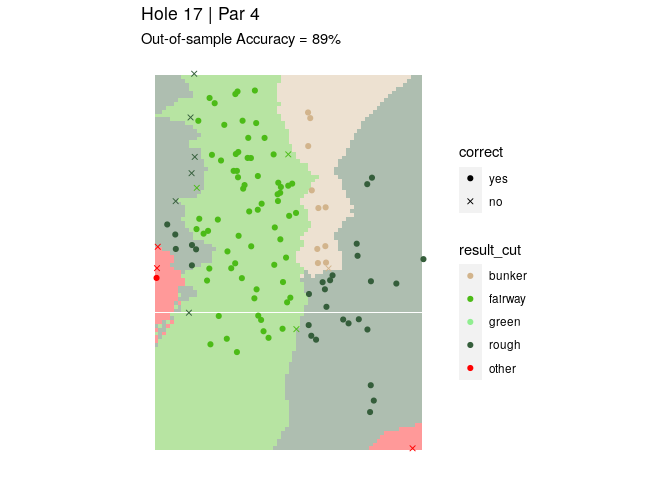 Hole 17 | Par 4
Out-of-sample Accuracy = 89%
correct
yes
no
result_cut
bunker
fairway
green
rough
other